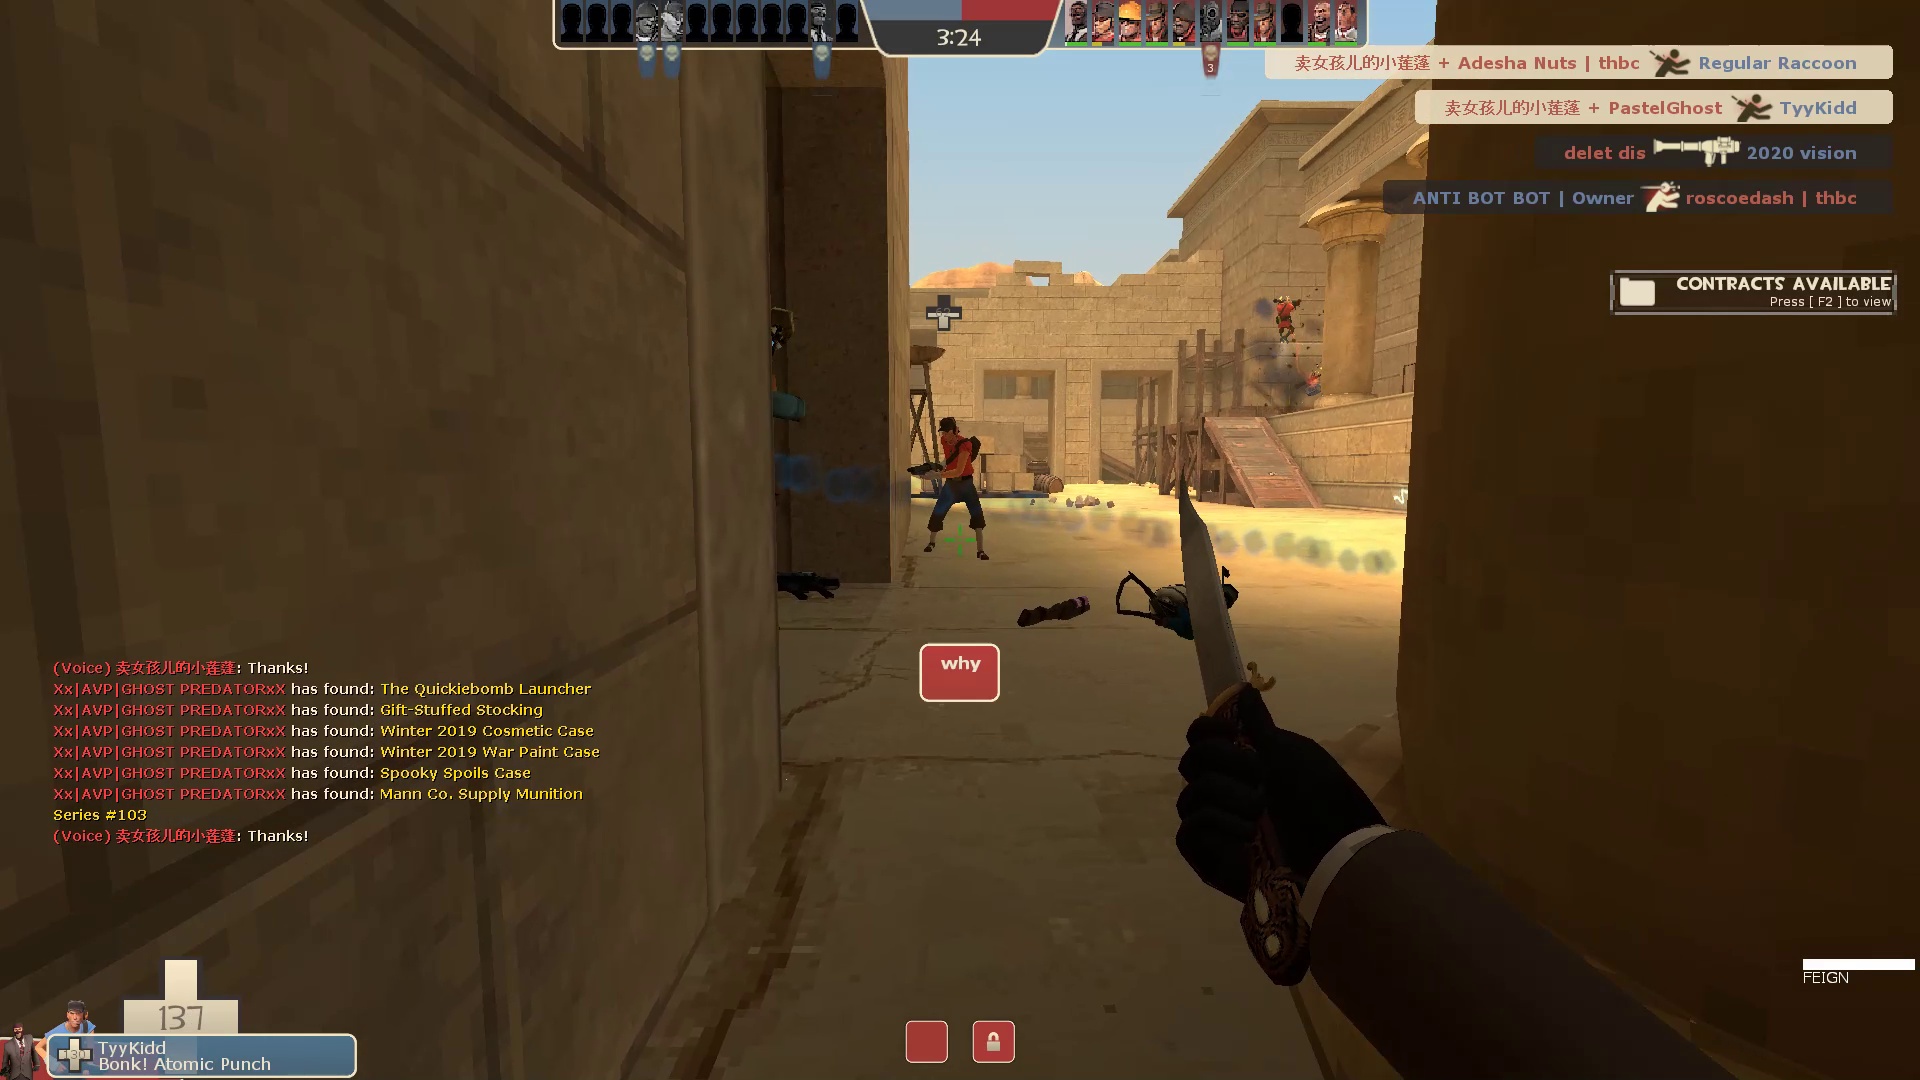 3:24
3
卖女孩儿的小莲蓬 + Adesha Nuts | thbc Regular Raccoon
卖女孩儿的小莲蓬 + PastelGhost TyyKidd
delet dis 2020 vision
ANTI BOT BOT | Owner roscoedash | thbc
CONTRACTS AVAILABLE
Press [ F2 ] to view
why
(Voice) 卖女孩儿的小莲蓬: Thanks!
Xx|AVP|GHOST PREDATORxX has found: The Quickiebomb Launcher
Xx|AVP|GHOST PREDATORxX has found: Gift-Stuffed Stocking
Xx|AVP|GHOST PREDATORxX has found: Winter 2019 Cosmetic Case
Xx|AVP|GHOST PREDATORxX has found: Winter 2019 War Paint Case
Xx|AVP|GHOST PREDATORxX has found: Spooky Spoils Case
Xx|AVP|GHOST PREDATORxX has found: Mann Co. Supply Munition
Series #103
(Voice) 卖女孩儿的小莲蓬: Thanks!
FEIGN
137
TyyKidd
Bonk! Atomic Punch